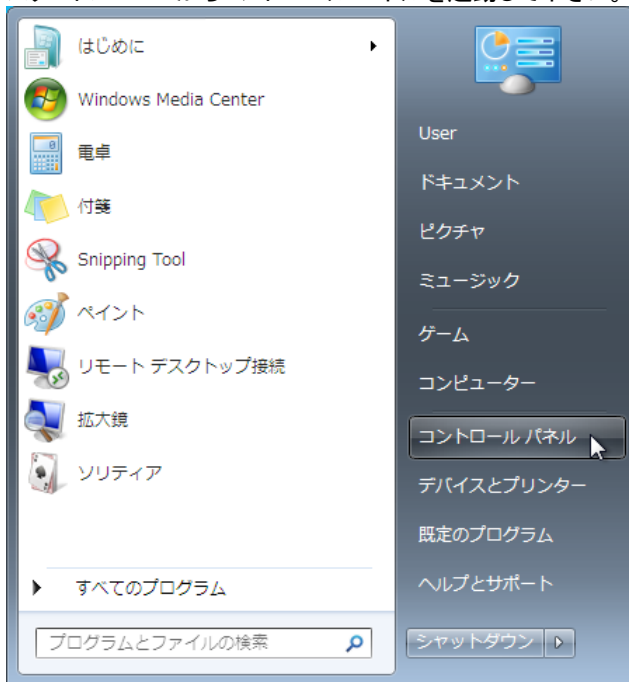 はじめに
Windows Media Center
電卓
付箋
Snipping Tool
ペイント
リモート デスクトップ接続
拡大鏡
ソリティア
すべてのプログラム
プログラムとファイルの検索
User
ドキュメント
ピクチャ
ミュージック
ゲーム
コンピューター
コントロール パネル
デバイスとプリンター
既定のプログラム
ヘルプとサポート
シャットダウン